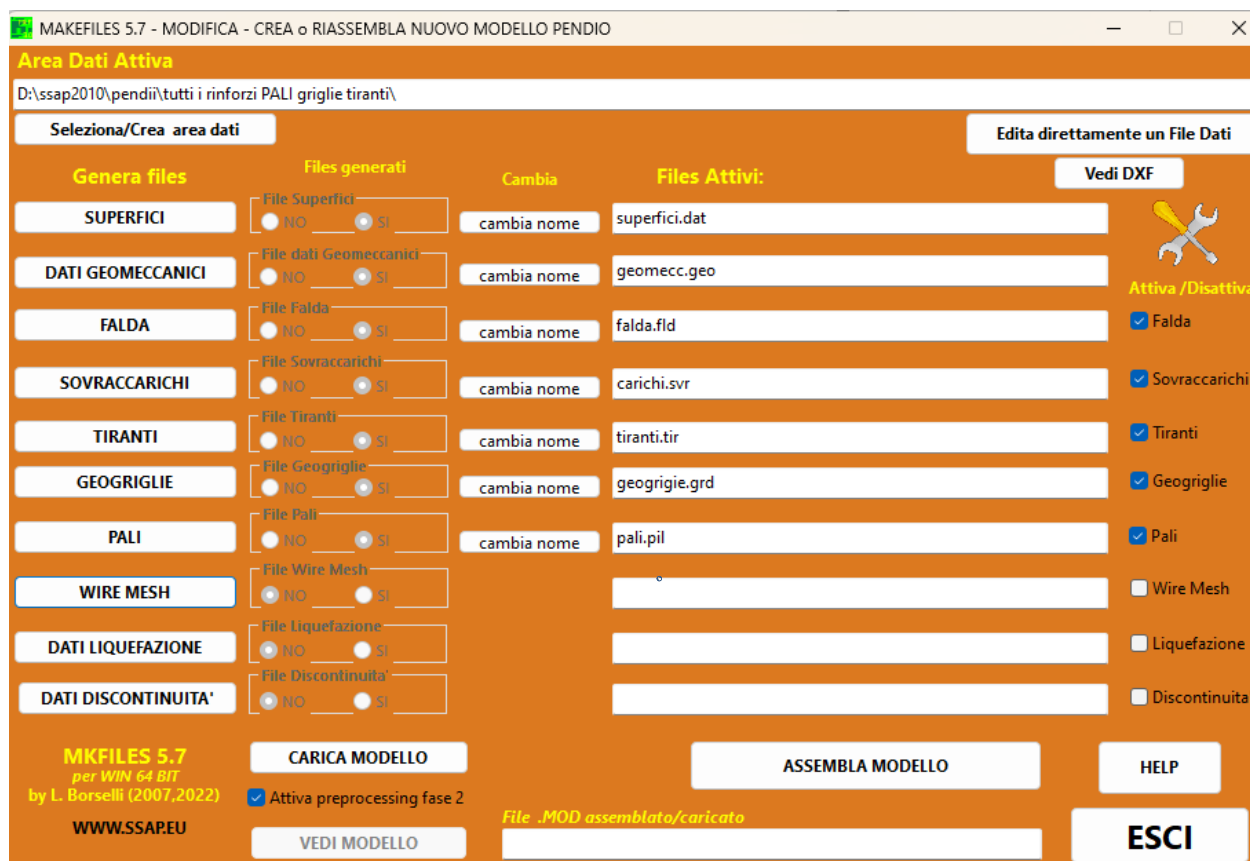 MAKEFILES 5.7 - MODIFICA - CREA o RIASSEMBLA NUOVO MODELLO PENDIO
Area Dati Attiva
D:\ssap2010\pendii\tutti i rinforzi PALI griglie tiranti\
Seleziona/Crea area dati
Edita direttamente un File Dati
Genera files
Files generati
Cambia
Files Attivi:
Vedi DXF
SUPERFICI
File Superfici
NO SI
cambia nome
superfici.dat
DATI GEOMECCANICI
File dati Geomeccanici
NO SI
cambia nome
geomecc.geo
Attiva /Disattiva
FALDA
File Falda
NO SI
cambia nome
falda.fld
Falda
SOVRACCARICHI
File Sovraccarichi
NO SI
cambia nome
carichi.svr
Sovraccarichi
TIRANTI
File Tiranti
NO SI
cambia nome
tiranti.tir
Tiranti
GEOGRIGLIE
File Geogriglie
NO SI
cambia nome
geogrigie.grd
Geogriglie
PALI
File Pali
NO SI
cambia nome
pali.pil
Pali
WIRE MESH
File Wire Mesh
NO SI
Wire Mesh
DATI LIQUEFAZIONE
File Liquefazione
NO SI
Liquefazione
DATI DISCONTINUITA'
File Discontinuita'
NO SI
Discontinuita
MKFILES 5.7
per WIN 64 BIT
by L. Borselli (2007,2022)
WWW.SSAP.EU
CARICA MODELLO
Attiva preprocessing fase 2
VEDI MODELLO
ASSEMBLA MODELLO
HELP
File .MOD assemblato/caricato
ESCI